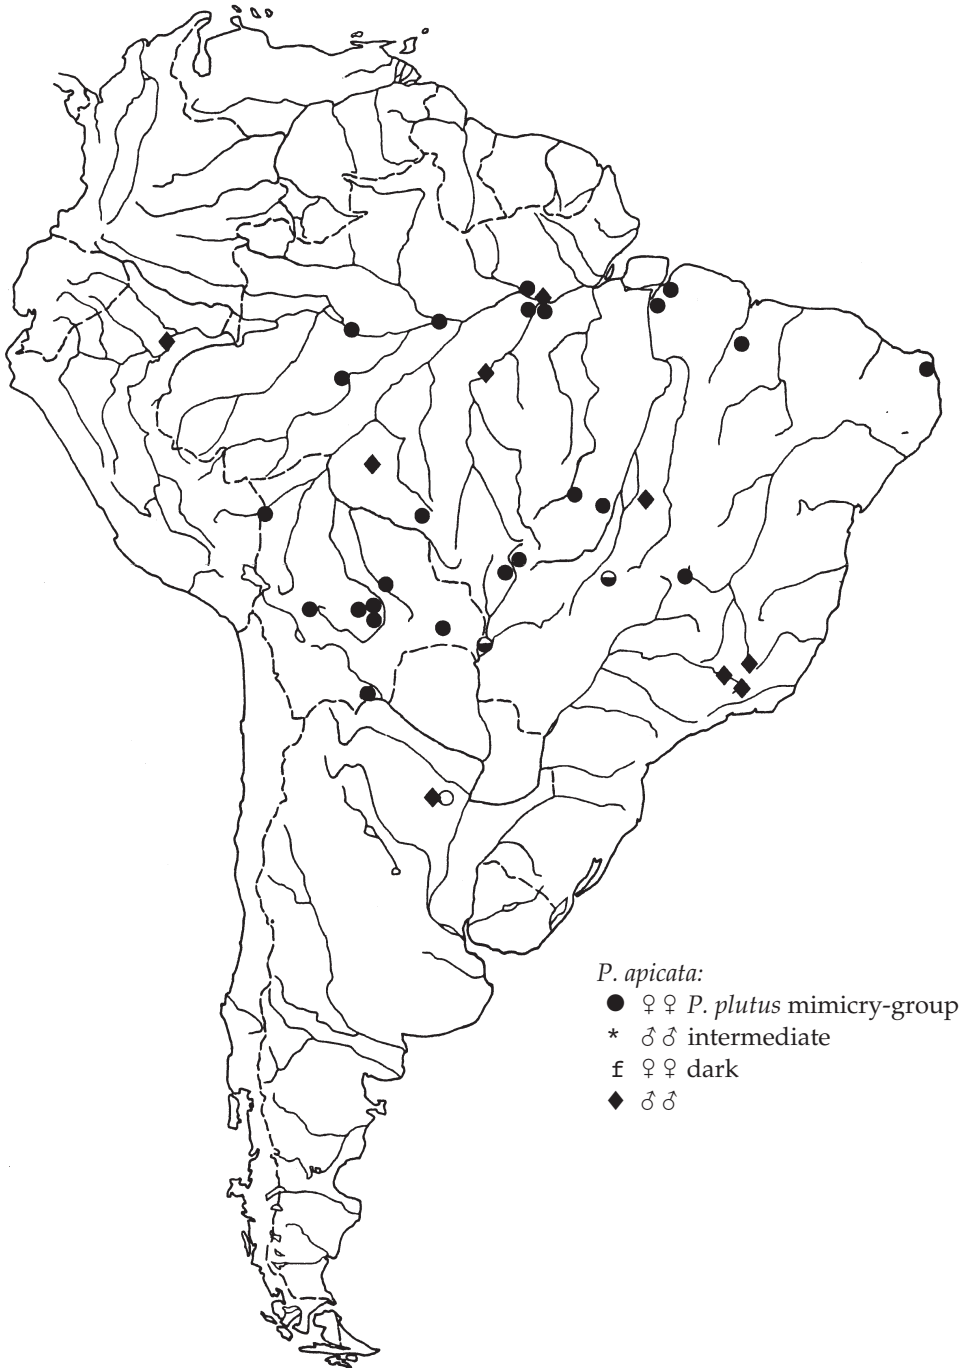 P. apicata:
● ♀♀ P. plutus mimicry-group
* ♂♂ intermediate
f ♀♀ dark
◆ ♂♂